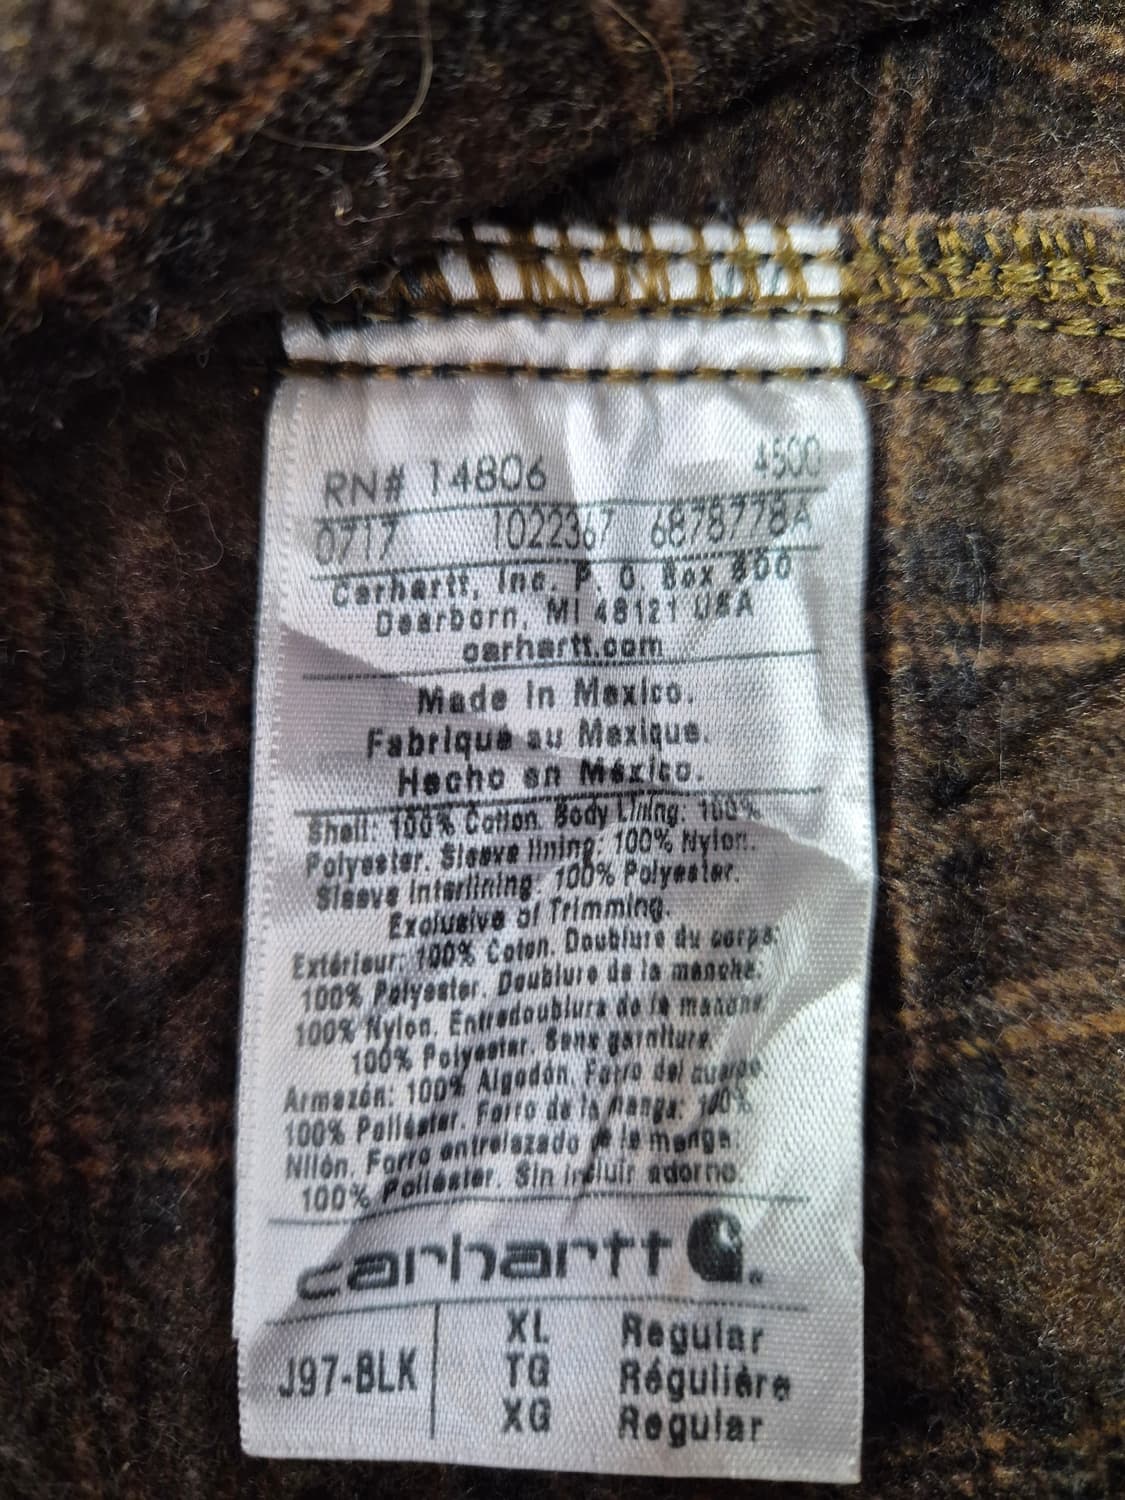 RN# 14806 4500
0717 1022367 6878778A
Carhartt, Inc. P. O. Box 600
Dearborn, MI 48121 USA
carhartt.com
Made in Mexico.
Fabrique au Mexique.
Hecho en México.
Shell: 100% Cotton. Body Lining: 100%
Polyester. Sleeve lining: 100% Nylon.
Sleeve Interlining 100% Polyester.
Exclusive of Trimming.
Extérieur: 100% Coton. Doublure du corps:
100% Polyester. Doublure de la manche:
100% Nylon. Entredoublure de la manche
100% Polyester. Sans garniture.
Armazón: 100% Algodón. Forro del cuerpo
100% Poliéster. Forro de la manga: 100%
Nilón. Forro entrelazado la manga:
100% Poliester. Sin incluir adorno.
carhartt
J97-BLK XL Regular
TG Régulière
XG Regular